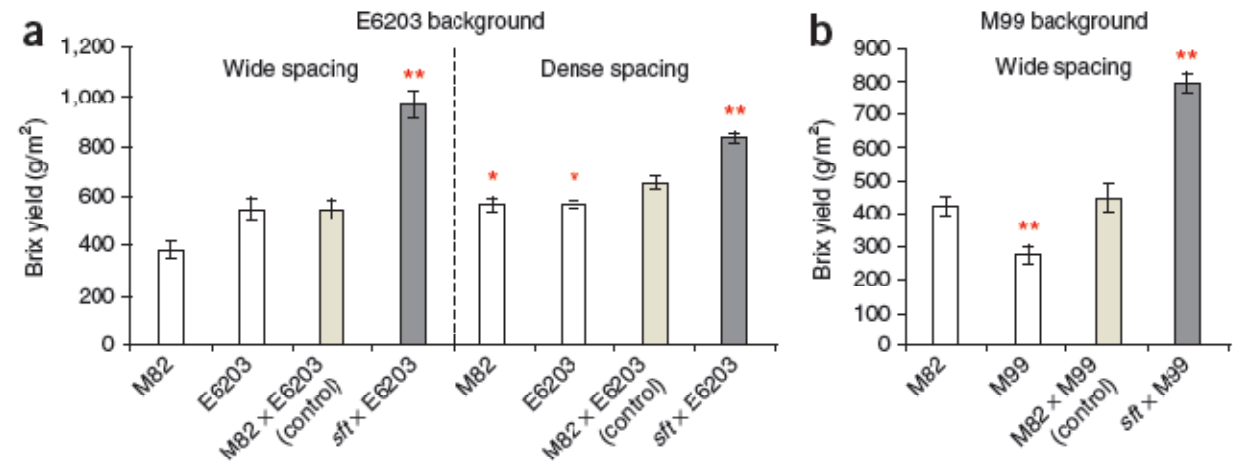 a
E6203 background
Wide spacing
Dense spacing
Brix yield (g/m²)
1,200
1,000
800
600
400
200
0
**
*
*
**
M82
E6203
M82 × E6203
(control)
sft × E6203
M82
E6203
M82 × E6203
(control)
sft × E6203
b
M99 background
Wide spacing
Brix yield (g/m²)
900
800
700
600
500
400
300
200
100
0
**
**
M82
M99
M82 × M99
(control)
sft × M99